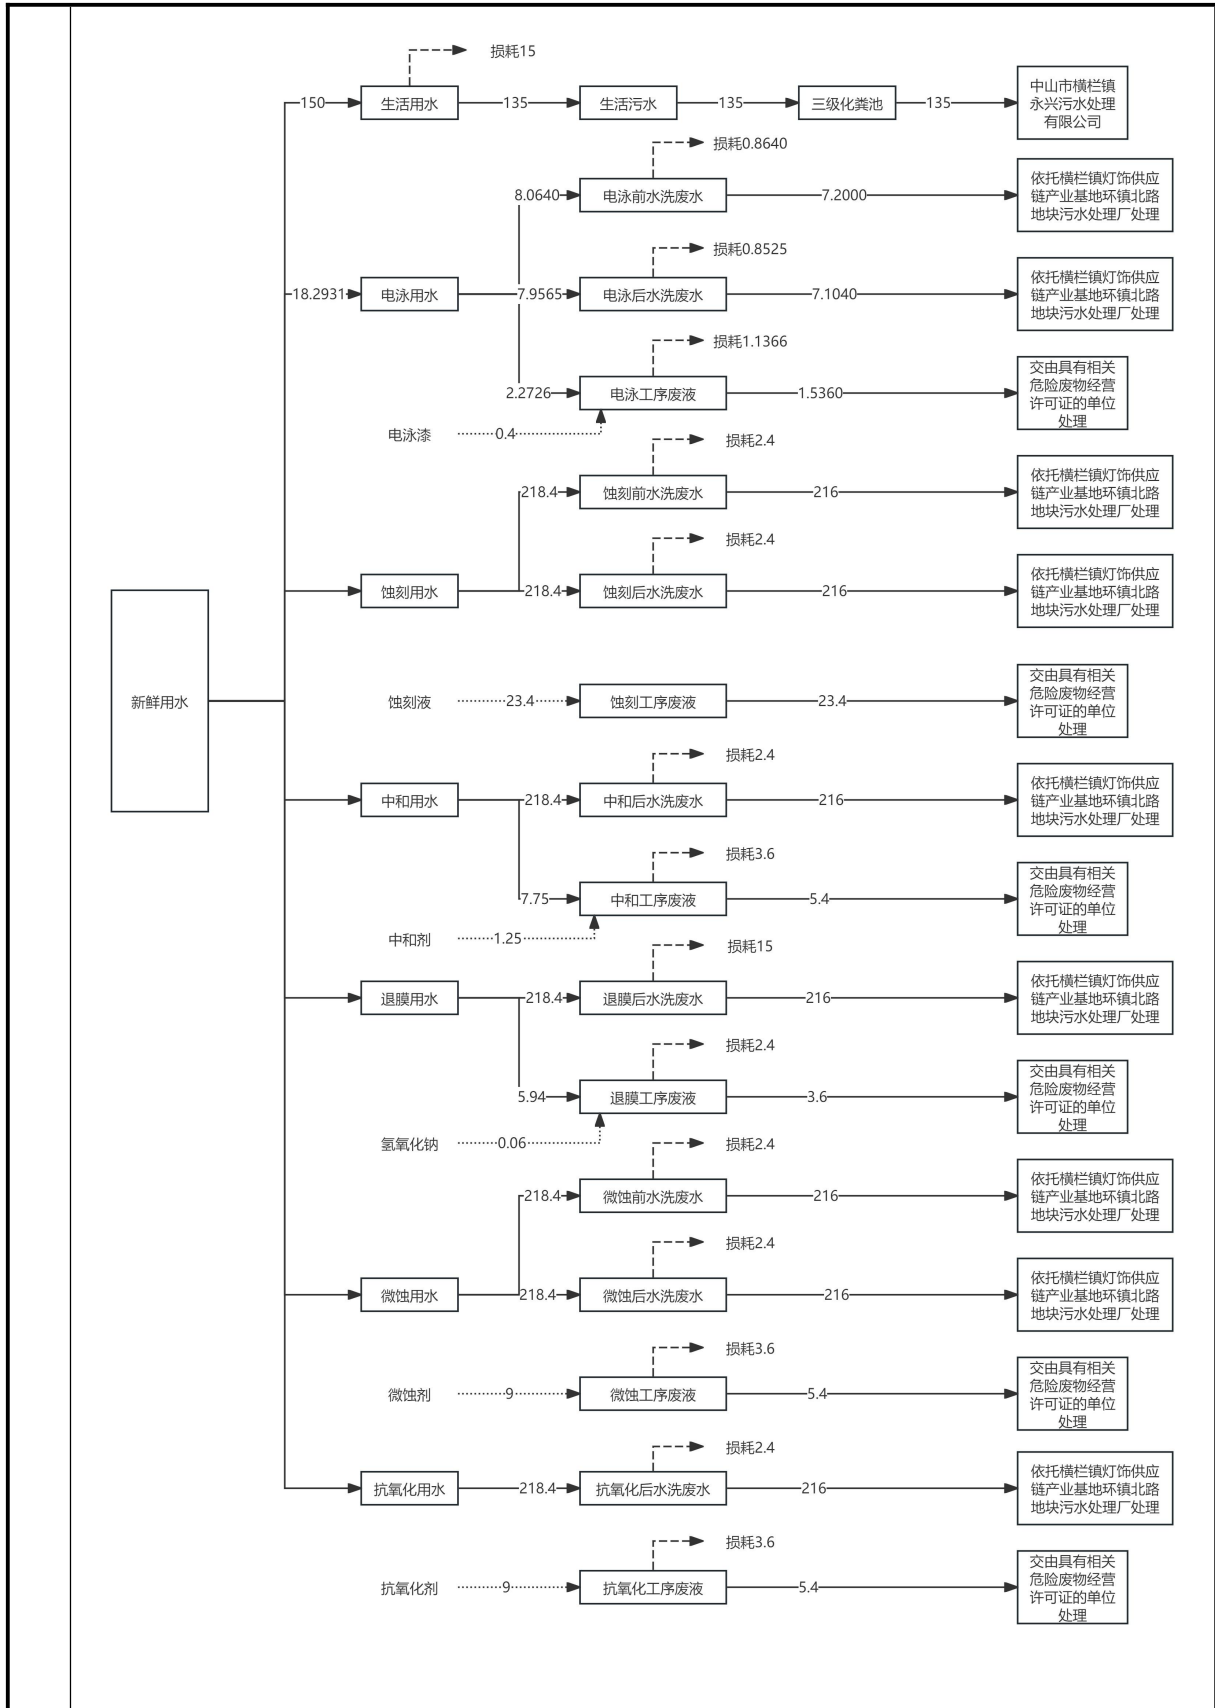 损耗15
150
生活用水
135
生活污水
135
三级化粪池
135
中山市横栏镇
永兴污水处理
有限公司
损耗0.8640
8.0640
电泳前水洗废水
7.2000
依托横栏镇灯饰供应
链产业基地环镇北路
地块污水处理厂处理
损耗0.8525
18.2931
电泳用水
7.9565
电泳后水洗废水
7.1040
依托横栏镇灯饰供应
链产业基地环镇北路
地块污水处理厂处理
损耗1.1366
2.2726
电泳工序废液
1.5360
交由具有相关
危险废物经营
许可证的单位
处理
电泳漆
0.4
损耗2.4
218.4
蚀刻前水洗废水
216
依托横栏镇灯饰供应
链产业基地环镇北路
地块污水处理厂处理
损耗2.4
蚀刻用水
218.4
蚀刻后水洗废水
216
依托横栏镇灯饰供应
链产业基地环镇北路
地块污水处理厂处理
新鲜用水
蚀刻液
23.4
蚀刻工序废液
23.4
交由具有相关
危险废物经营
许可证的单位
处理
损耗2.4
中和用水
218.4
中和后水洗废水
216
依托横栏镇灯饰供应
链产业基地环镇北路
地块污水处理厂处理
损耗3.6
7.75
中和工序废液
5.4
交由具有相关
危险废物经营
许可证的单位
处理
中和剂
1.25
损耗15
退膜用水
218.4
退膜后水洗废水
216
依托横栏镇灯饰供应
链产业基地环镇北路
地块污水处理厂处理
损耗2.4
5.94
退膜工序废液
3.6
交由具有相关
危险废物经营
许可证的单位
处理
氢氧化钠
0.06
损耗2.4
218.4
微蚀前水洗废水
216
依托横栏镇灯饰供应
链产业基地环镇北路
地块污水处理厂处理
损耗2.4
微蚀用水
218.4
微蚀后水洗废水
216
依托横栏镇灯饰供应
链产业基地环镇北路
地块污水处理厂处理
损耗3.6
微蚀剂
9
微蚀工序废液
5.4
交由具有相关
危险废物经营
许可证的单位
处理
损耗2.4
抗氧化用水
218.4
抗氧化后水洗废水
216
依托横栏镇灯饰供应
链产业基地环镇北路
地块污水处理厂处理
损耗3.6
抗氧化剂
9
抗氧化工序废液
5.4
交由具有相关
危险废物经营
许可证的单位
处理